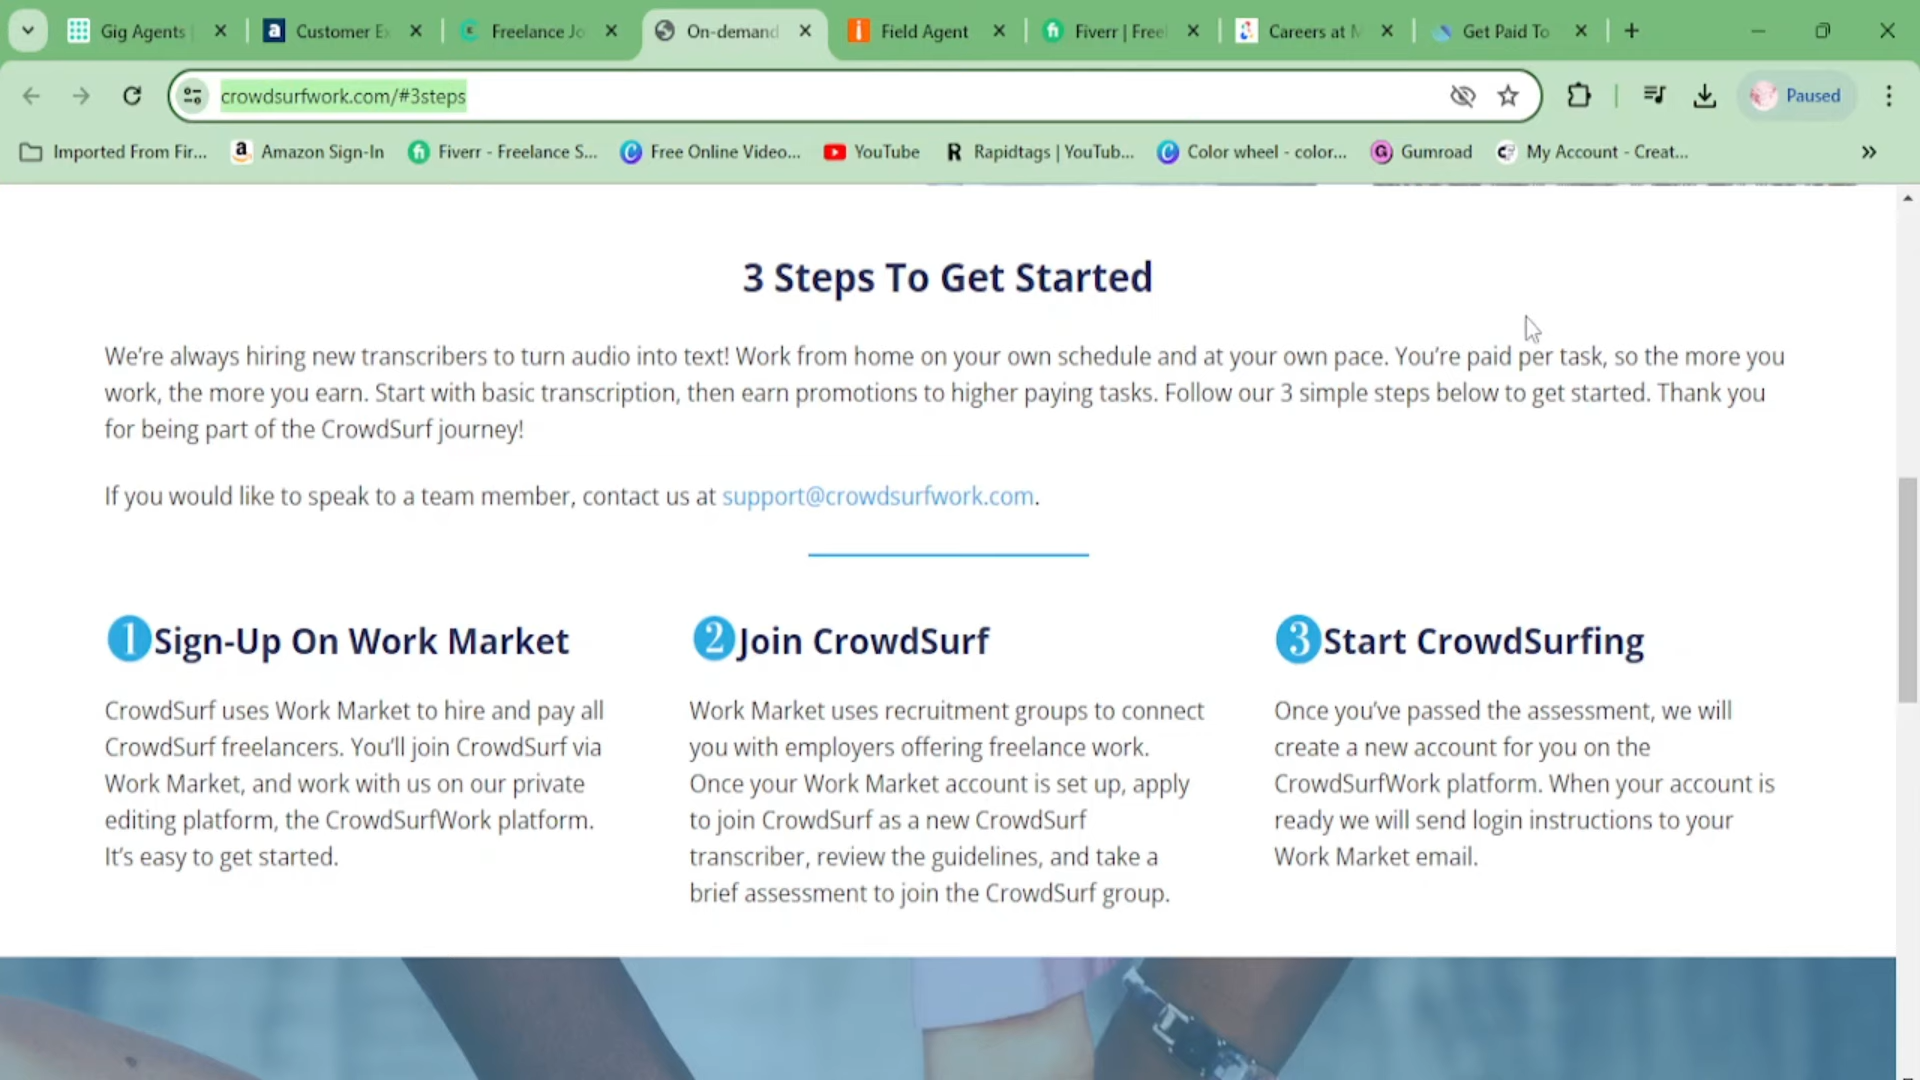 Gig Agents
Customer Ex
Freelance Jo
On-demand
Field Agent
Fiverr | Freel
Careers at M
Get Paid To
crowdsurfwork.com/#3steps
Paused
Imported From Fir...
Amazon Sign-In
Fiverr - Freelance S...
Free Online Video...
YouTube
Rapidtags | YouTub...
Color wheel - color...
Gumroad
My Account - Creat...
3 Steps To Get Started
We’re always hiring new transcribers to turn audio into text! Work from home on your own schedule and at your own pace. You’re paid per task, so the more you
work, the more you earn. Start with basic transcription, then earn promotions to higher paying tasks. Follow our 3 simple steps below to get started. Thank you
for being part of the CrowdSurf journey!
If you would like to speak to a team member, contact us at support@crowdsurfwork.com.
1 Sign-Up On Work Market
CrowdSurf uses Work Market to hire and pay all
CrowdSurf freelancers. You’ll join CrowdSurf via
Work Market, and work with us on our private
editing platform, the CrowdSurfWork platform.
It’s easy to get started.
2 Join CrowdSurf
Work Market uses recruitment groups to connect
you with employers offering freelance work.
Once your Work Market account is set up, apply
to join CrowdSurf as a new CrowdSurf
transcriber, review the guidelines, and take a
brief assessment to join the CrowdSurf group.
3 Start CrowdSurfing
Once you’ve passed the assessment, we will
create a new account for you on the
CrowdSurfWork platform. When your account is
ready we will send login instructions to your
Work Market email.